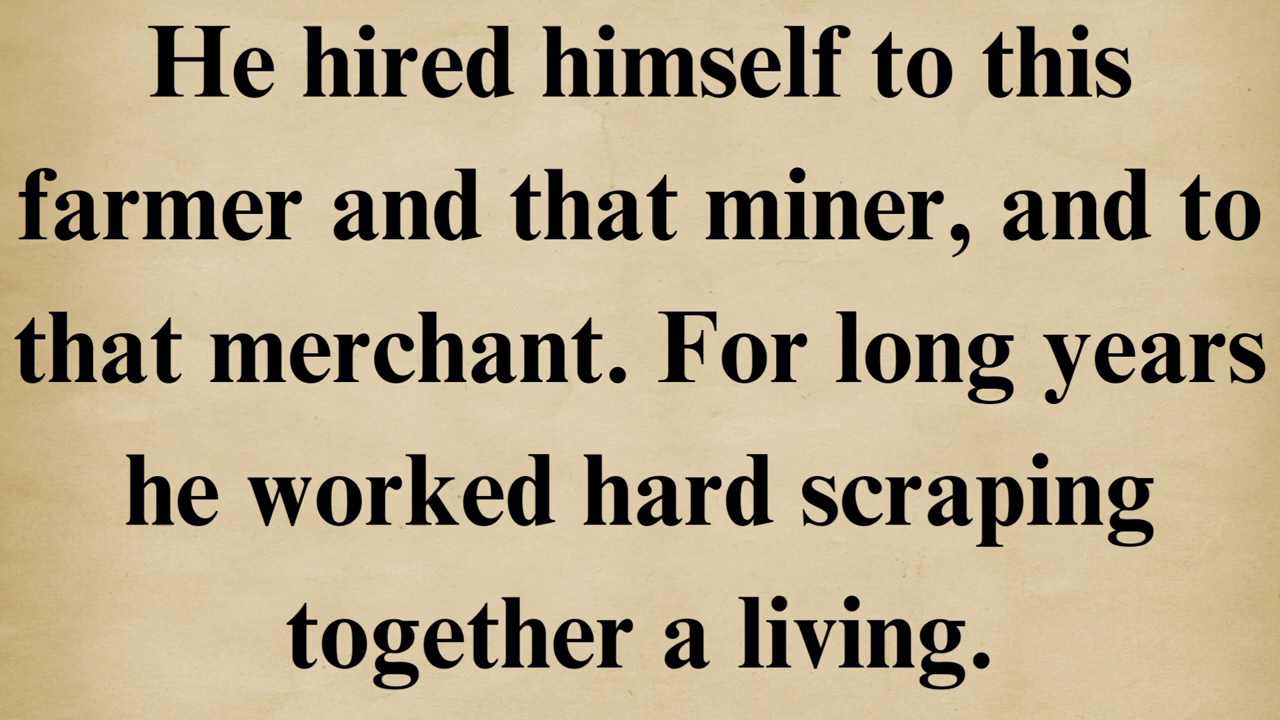 He hired himself to this
farmer and that miner, and to
that merchant. For long years
he worked hard scraping
together a living.